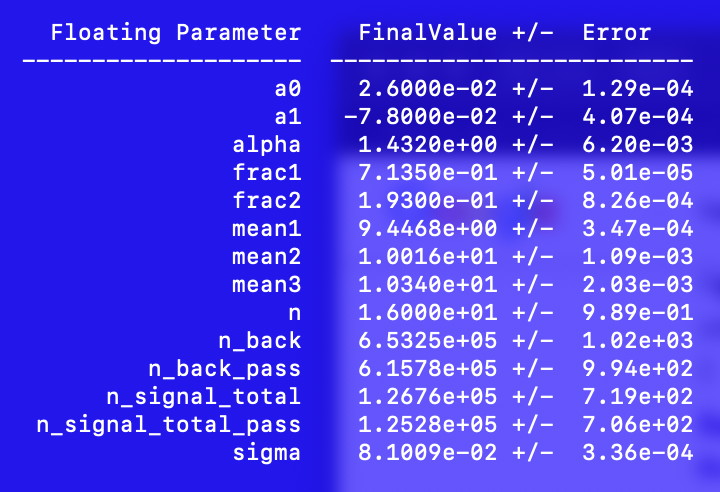 Floating Parameter    FinalValue +/-  Error
--------------------  --------------------------
a0    2.6000e-02 +/-  1.29e-04
a1   -7.8000e-02 +/-  4.07e-04
alpha    1.4320e+00 +/-  6.20e-03
frac1    7.1350e-01 +/-  5.01e-05
frac2    1.9300e-01 +/-  8.26e-04
mean1    9.4468e+00 +/-  3.47e-04
mean2    1.0016e+01 +/-  1.09e-03
mean3    1.0340e+01 +/-  2.03e-03
n    1.6000e+01 +/-  9.89e-01
n_back    6.5325e+05 +/-  1.02e+03
n_back_pass    6.1578e+05 +/-  9.94e+02
n_signal_total    1.2676e+05 +/-  7.19e+02
n_signal_total_pass    1.2528e+05 +/-  7.06e+02
sigma    8.1009e-02 +/-  3.36e-04